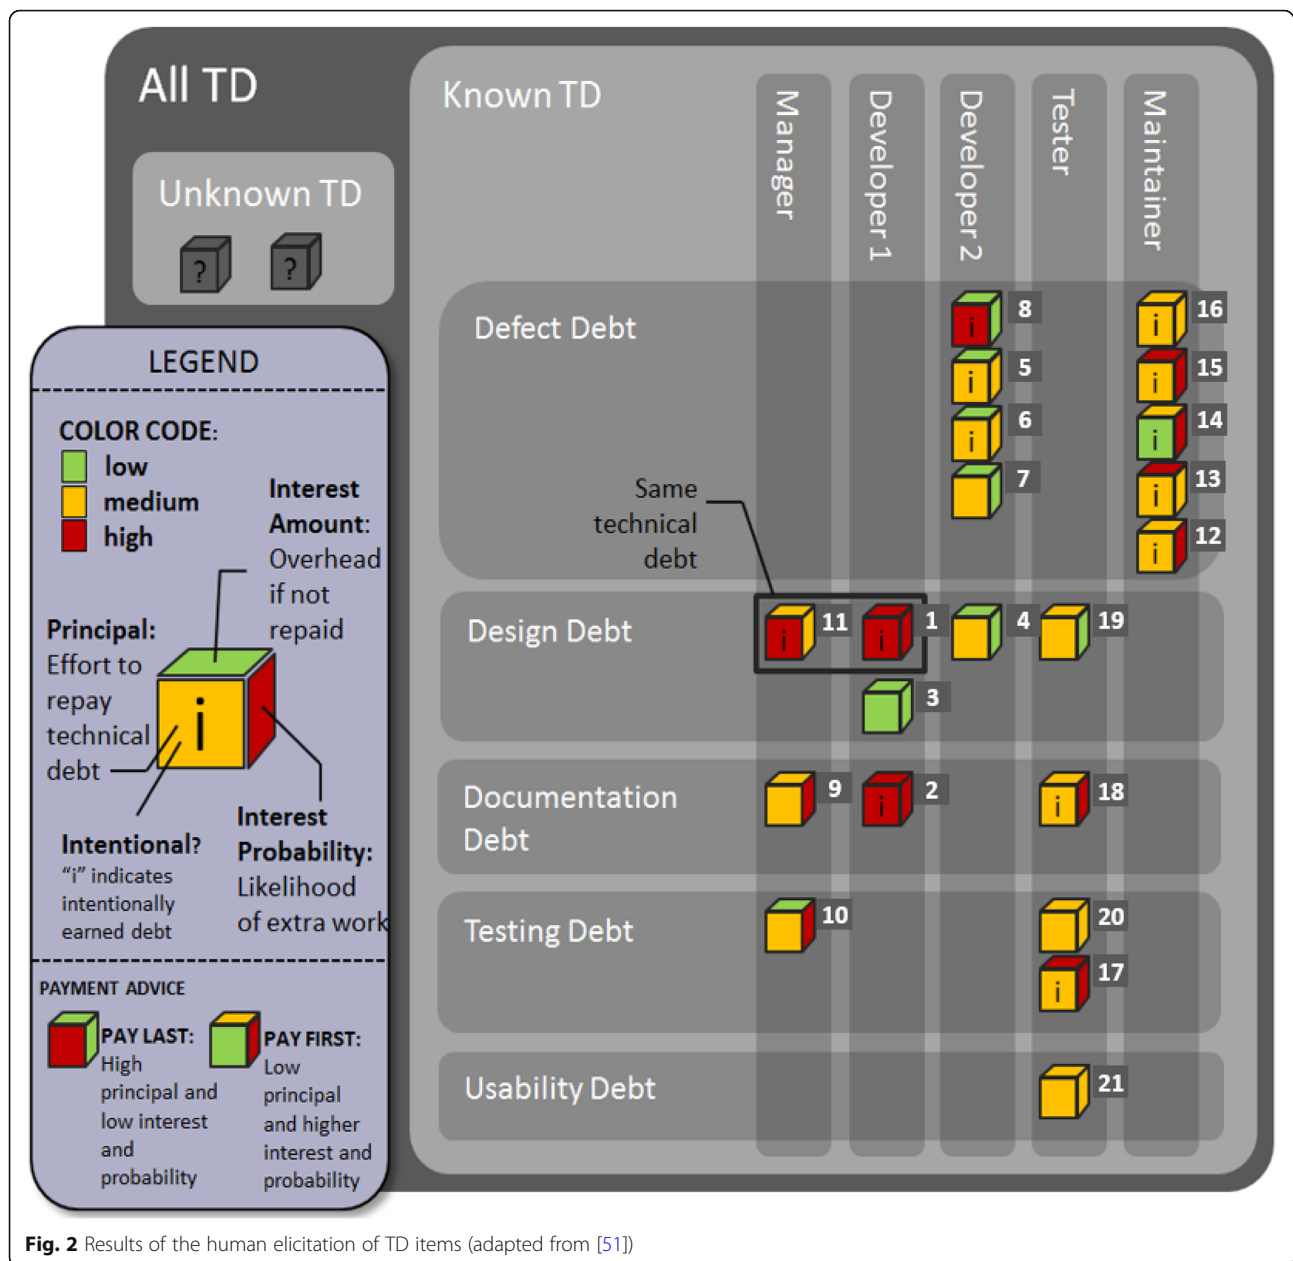 All TD
Unknown TD
?
?
Known TD
Manager
Developer 1
Developer 2
Tester
Maintainer
Defect Debt
i
8
i
5
i
6
7
i
16
i
15
i
14
i
13
i
12
Same
technical
debt
Design Debt
i
11
i
1
4
19
3
Documentation
Debt
9
i
2
i
18
Testing Debt
10
20
i
17
Usability Debt
21
LEGEND
COLOR CODE:
low
medium
high
Interest
Amount:
Overhead
if not
repaid
Principal:
Effort to
repay
technical
debt
i
Intentional?
“i” indicates
intentionally
earned debt
Interest
Probability:
Likelihood
of extra work
PAYMENT ADVICE
PAY LAST:
High
principal and
low interest
and
probability
PAY FIRST:
Low
principal
and higher
interest and
probability
Fig. 2 Results of the human elicitation of TD items (adapted from [51])